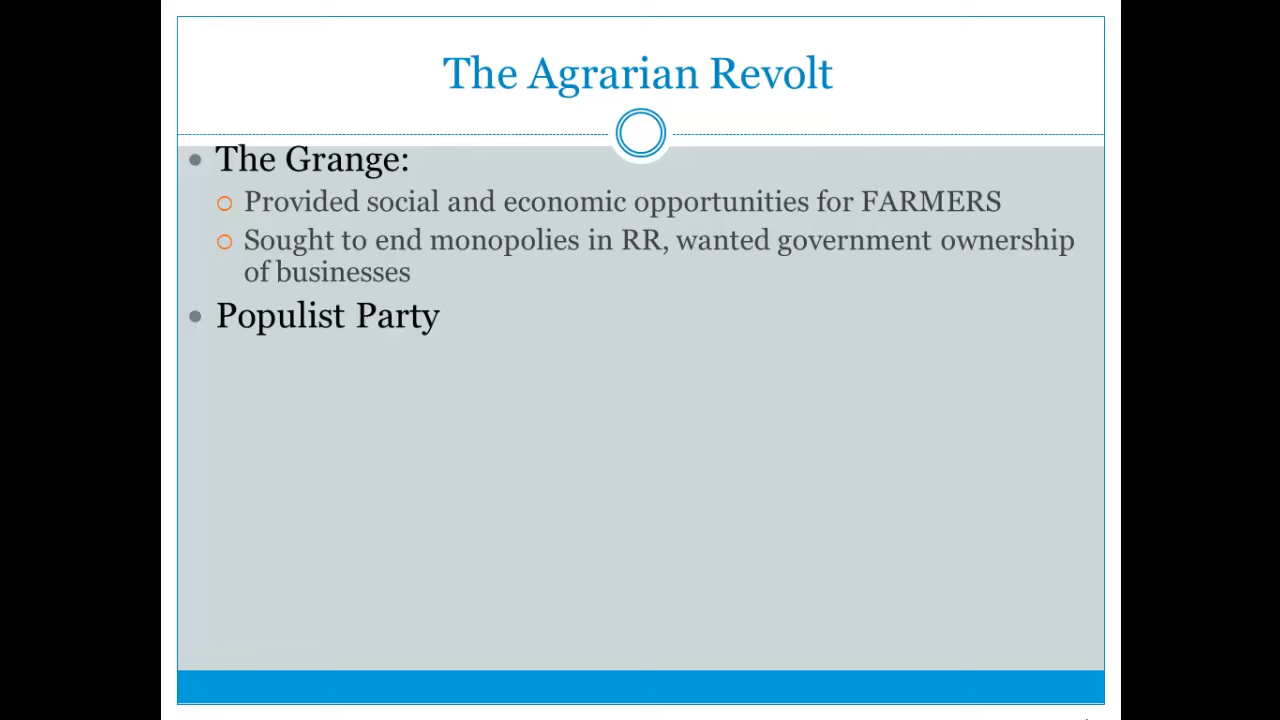 The Agrarian Revolt
The Grange:
Provided social and economic opportunities for FARMERS
Sought to end monopolies in RR, wanted government ownership
of businesses
Populist Party